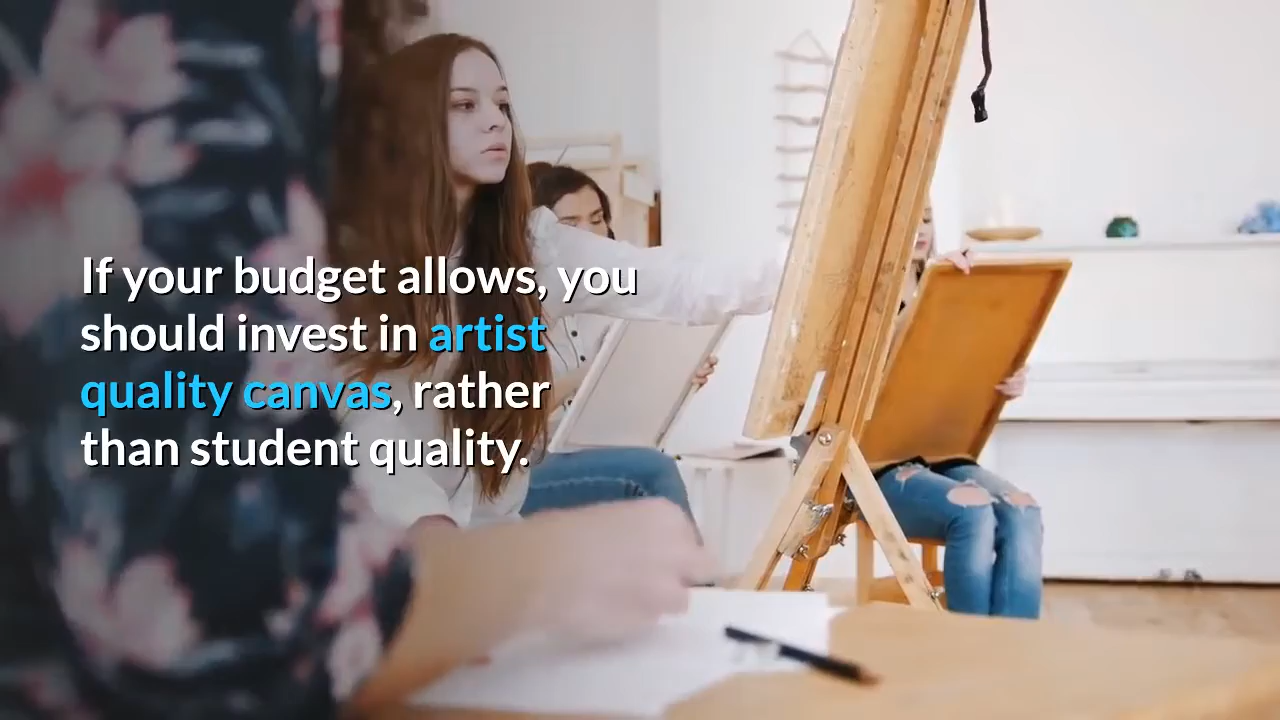 If your budget allows, you
should invest in artist
quality canvas, rather
than student quality.